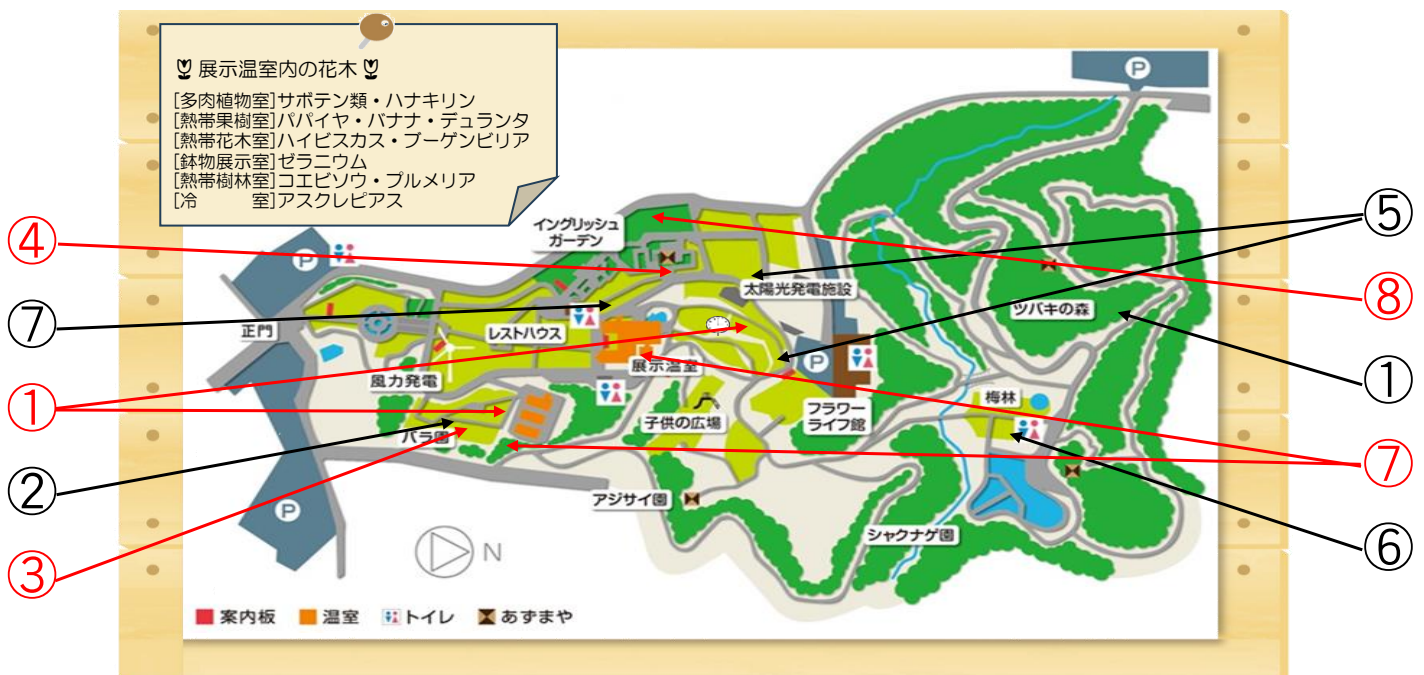 🌷 展示温室内の花木 🌷
[多肉植物室]サボテン類・ハナキリン
[熱帯果樹室]パパイヤ・バナナ・デュランタ
[熱帯花木室]ハイビスカス・ブーゲンビリア
[鉢物展示室]ゼラニウム
[熱帯樹林室]コエビソウ・プルメリア
[冷　　　室]アスクレピアス
P
④
イングリッシュ
ガーデン
⑤
P
太陽光発電施設
⑧
⑦
正門
レストハウス
ツバキの森
展示温室
P
①
風力発電
①
梅林
フラワー
ライフ館
子供の広場
バラ園
⑦
②
アジサイ園
P
シャクナゲ園
⑥
N
③
案内板
温室
トイレ
あずまや